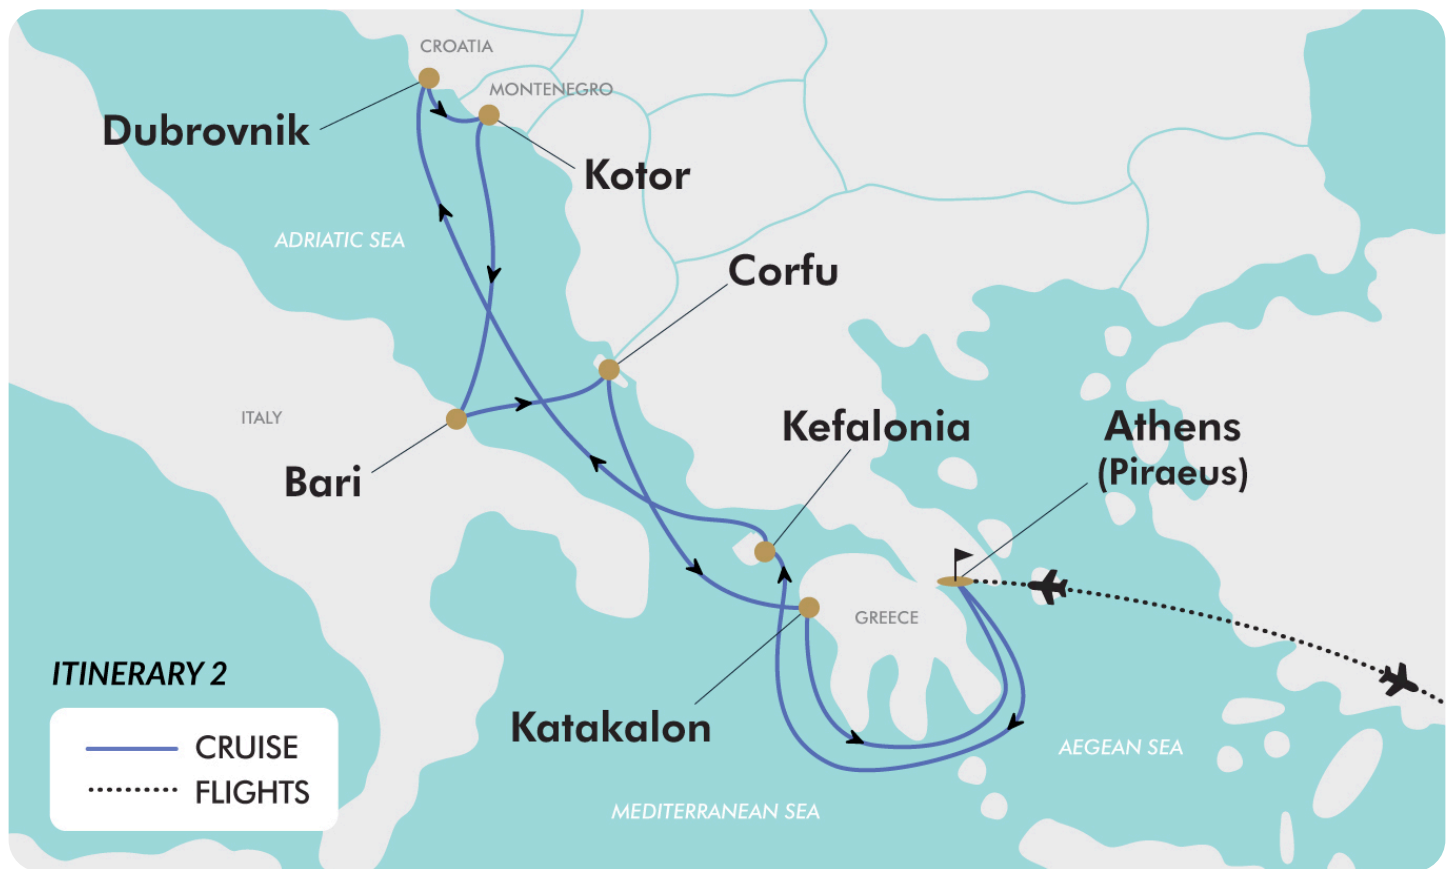 CROATIA
MONTENEGRO
Dubrovnik
Kotor
ADRIATIC SEA
Corfu
ITALY
Kefalonia
Athens
(Piraeus)
Bari
GREECE
ITINERARY 2
Katakalon
CRUISE
AEGEAN SEA
FLIGHTS
MEDITERRANEAN SEA